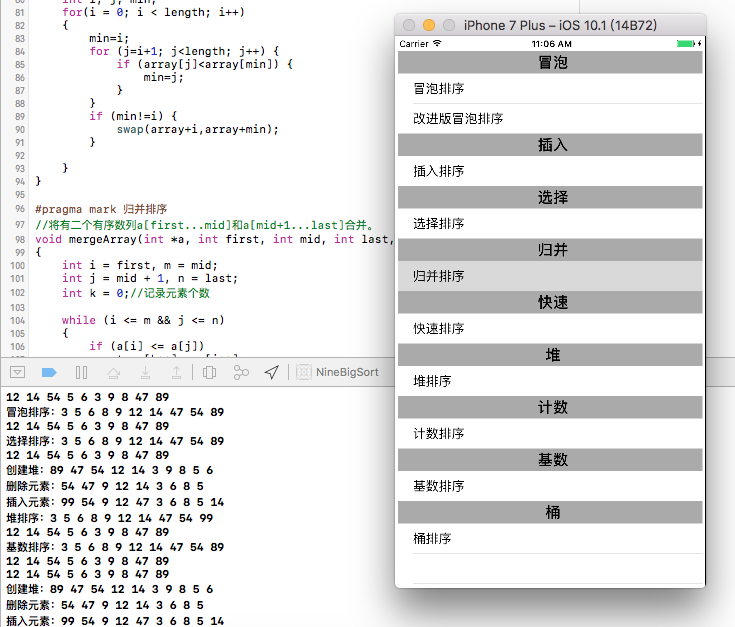 80 int i, j, min;
81 for(i = 0; i < length; i++)
82 {
83 min=i;
84 for (j=i+1; j<length; j++) {
85 if (array[j]<array[min]) {
86 min=j;
87 }
88 }
89 if (min!=i) {
90 swap(array+i,array+min);
91 }
92
93 }
94 }
95
96 #pragma mark 归并排序
97 //将有二个有序数列a[first...mid]和a[mid+1...last]合并。
98 void mergeArray(int *a, int first, int mid, int last,
99 {
100 int i = first, m = mid;
101 int j = mid + 1, n = last;
102 int k = 0;//记录元素个数
103
104 while (i <= m && j <= n)
105 {
106 if (a[i] <= a[j])
NineBigSort
12 14 54 5 6 3 9 8 47 89
冒泡排序：3 5 6 8 9 12 14 47 54 89
12 14 54 5 6 3 9 8 47 89
选择排序：3 5 6 8 9 12 14 47 54 89
12 14 54 5 6 3 9 8 47 89
创建堆：89 47 54 12 14 3 9 8 5 6
删除元素：54 47 9 12 14 3 6 8 5
插入元素：99 54 9 12 47 3 6 8 5 14
堆排序：3 5 6 8 9 12 14 47 54 99
12 14 54 5 6 3 9 8 47 89
基数排序：3 5 6 8 9 12 14 47 54 89
12 14 54 5 6 3 9 8 47 89
12 14 54 5 6 3 9 8 47 89
创建堆：89 47 54 12 14 3 9 8 5 6
删除元素：54 47 9 12 14 3 6 8 5
插入元素：99 54 9 12 47 3 6 8 5 14
iPhone 7 Plus – iOS 10.1 (14B72)
Carrier 11:06 AM
冒泡
冒泡排序
改进版冒泡排序
插入
插入排序
选择
选择排序
归并
归并排序
快速
快速排序
堆
堆排序
计数
计数排序
基数
基数排序
桶
桶排序